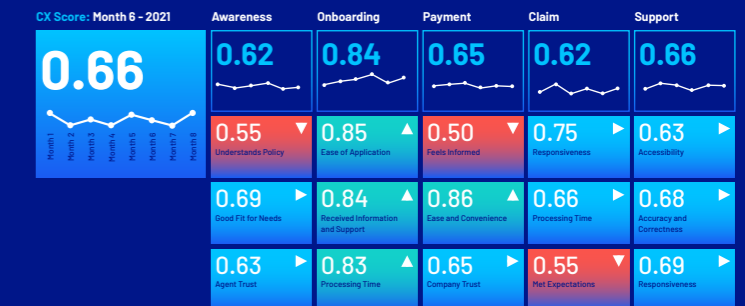 CX Score: Month 6 - 2021
Awareness
Onboarding
Payment
Claim
Support
0.66
0.62
0.84
0.65
0.62
0.66
Month 1
Month 2
Month 3
Month 4
Month 5
Month 6
Month 7
Month 8
0.55
Understands Policy
0.85
Ease of Application
0.50
Feels Informed
0.75
Responsiveness
0.63
Accessibility
0.69
Good Fit for Needs
0.84
Received Information
and Support
0.86
Ease and Convenience
0.66
Processing Time
0.68
Accuracy and
Correctness
0.63
Agent Trust
0.83
Processing Time
0.65
Company Trust
0.55
Met Expectations
0.69
Responsiveness